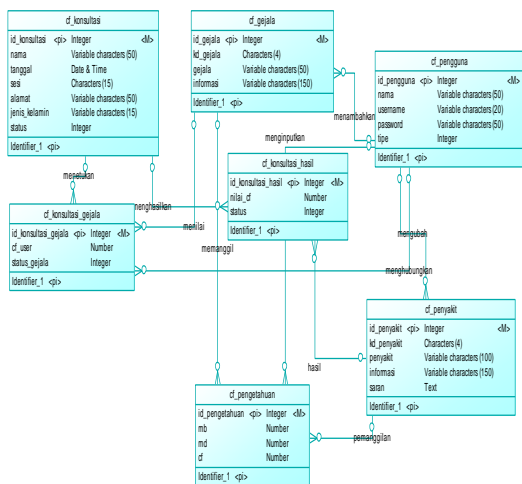 cf_konsultasi
id_konsultasi <pi> Integer <M>
nama Variable characters (50)
tanggal Date & Time
sesi Characters (15)
alamat Variable characters (50)
jenis_kelamin Variable characters (15)
status Integer
Identifier_1 <pi>
cf_gejala
id_gejala <pi> Integer <M>
kd_gejala Characters (4)
gejala Variable characters (50)
informasi Variable characters (150)
Identifier_1 <pi>
cf_pengguna
id_pengguna <pi> Integer <M>
nama Variable characters (50)
username Variable characters (20)
password Variable characters (50)
tipe Integer
Identifier_1 <pi>
menambahkan
menginputkan
cf_konsultasi_hasil
id_konsultasi_hasil <pi> Integer <M>
nilai_cf Number
status Integer
Identifier_1 <pi>
menghasilkan
cf_konsultasi_gejala
id_konsultasi_gejala <pi> Integer <M>
cf_user Number
status_gejala Integer
Identifier_1 <pi>
menilai
memanggil
mengubah
menghubungkan
cf_penyakit
id_penyakit <pi> Integer <M>
kd_penyakit Characters (4)
penyakit Variable characters (100)
informasi Variable characters (150)
saran Text
Identifier_1 <pi>
hasil
cf_pengetahuan
id_pengetahuan <pi> Integer <M>
mb Number
md Number
cf Number
Identifier_1 <pi>
pemanggilan